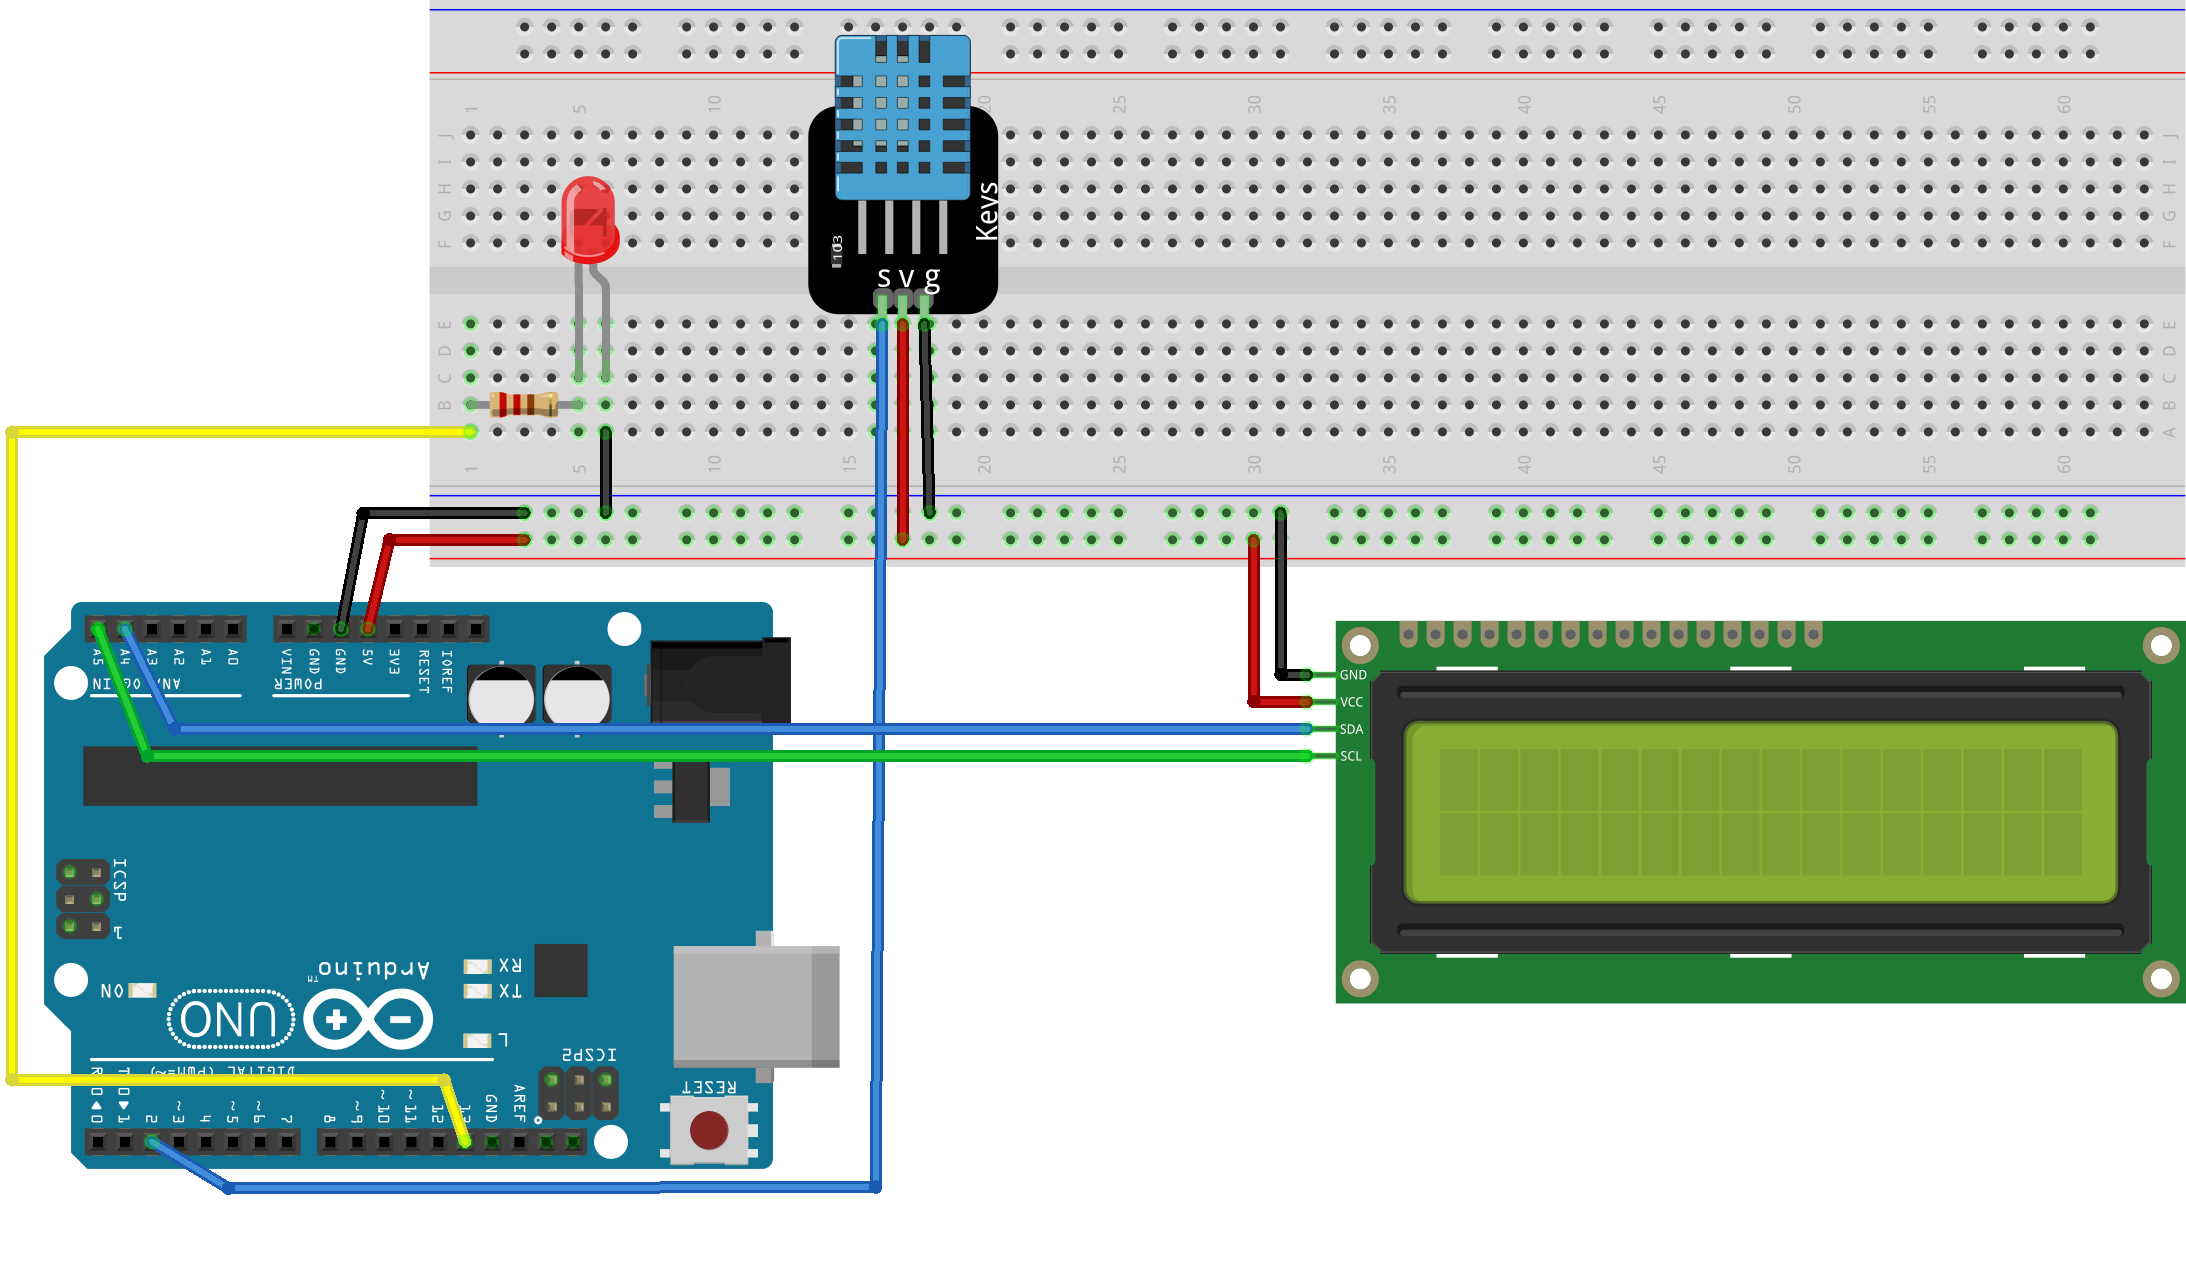 1 5 10 20 25 30 35 40 45 50 55 60
J J
I I
H H
G G
F F
Keys
103
s v g
E E
D D
C C
B B
A
1 5 10 15 20 25 30 35 40 45 50 55 60
A5 A4 A3 A2 A1 A0
VIN GND GND 5V 3V3 RESET IOREF
POWER
GND
VCC
SDA
SCL
ICSP
1
Arduino
TM
ON
UNO
RX
TX
L
ICSP2
DIGITAL (PWM=~)
0 1 2 ~3 4 ~5 ~6 7 8 ~9 ~10 ~11 12 GND AREF
RESET